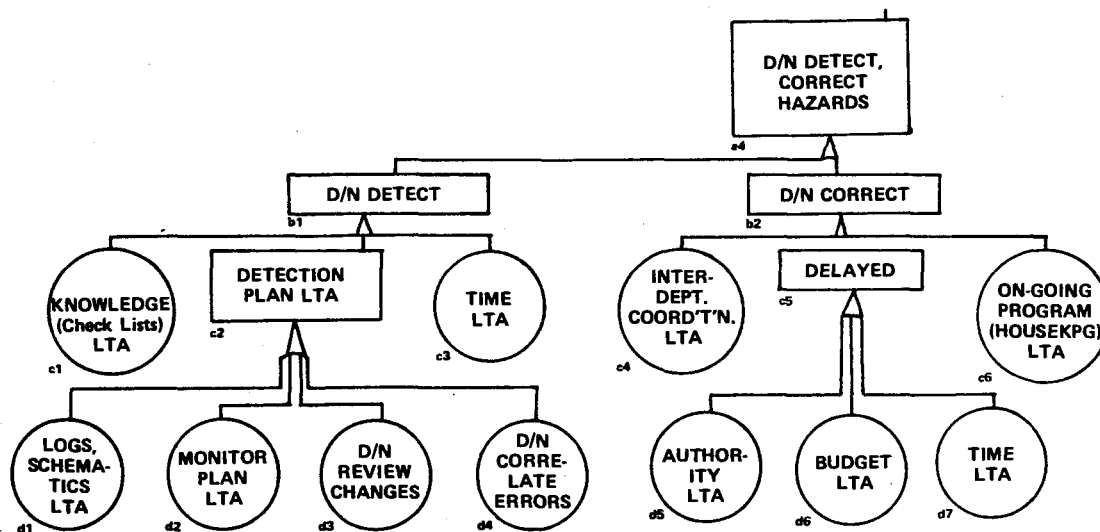 D/N DETECT,
CORRECT
HAZARDS
a4
D/N DETECT
b1
D/N CORRECT
b2
KNOWLEDGE
(Check Lists)
LTA
c1
DETECTION
PLAN LTA
c2
TIME
LTA
c3
INTER-
DEPT.
COORD'T'N.
LTA
c4
DELAYED
c5
ON-GOING
PROGRAM
(HOUSEKPG)
LTA
c6
LOGS,
SCHEMA-
TICS
LTA
d1
MONITOR
PLAN
LTA
d2
D/N
REVIEW
CHANGES
d3
D/N
CORRE-
LATE
ERRORS
d4
AUTHOR-
ITY
LTA
d5
BUDGET
LTA
d6
TIME
LTA
d7